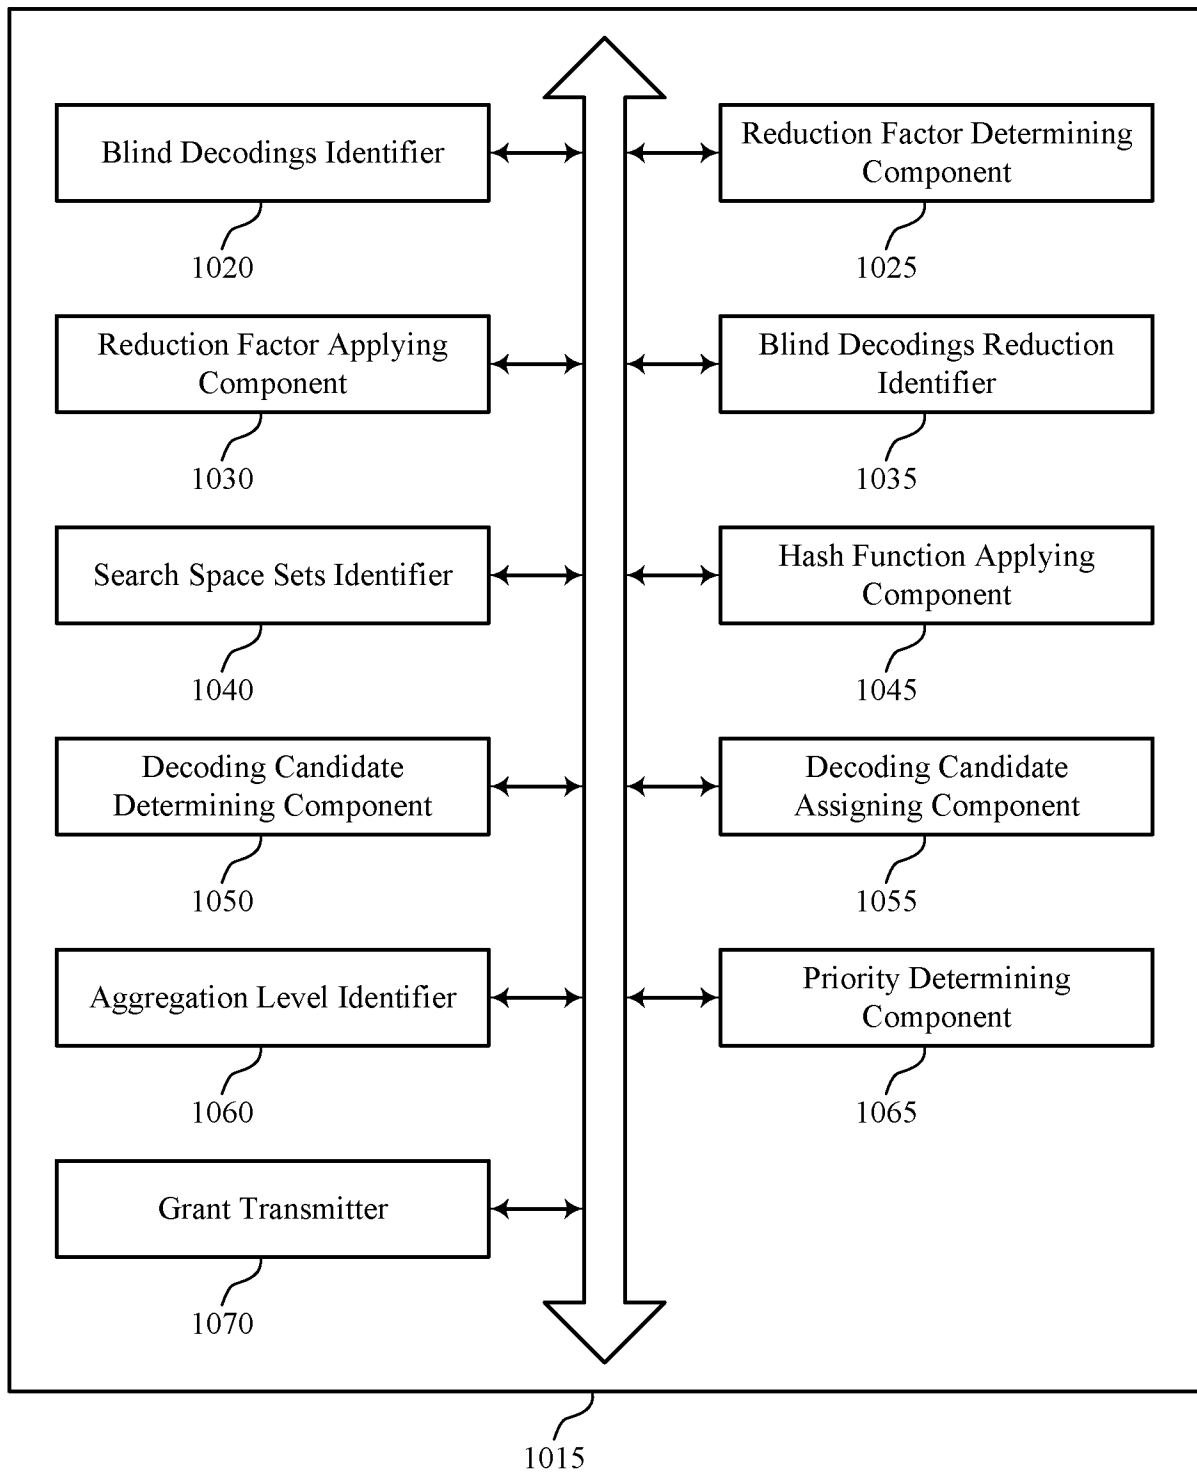 Blind Decodings Identifier
1020
Reduction Factor Determining
Component
1025
Reduction Factor Applying
Component
1030
Blind Decodings Reduction
Identifier
1035
Search Space Sets Identifier
1040
Hash Function Applying
Component
1045
Decoding Candidate
Determining Component
1050
Decoding Candidate
Assigning Component
1055
Aggregation Level Identifier
1060
Priority Determining
Component
1065
Grant Transmitter
1070
1015